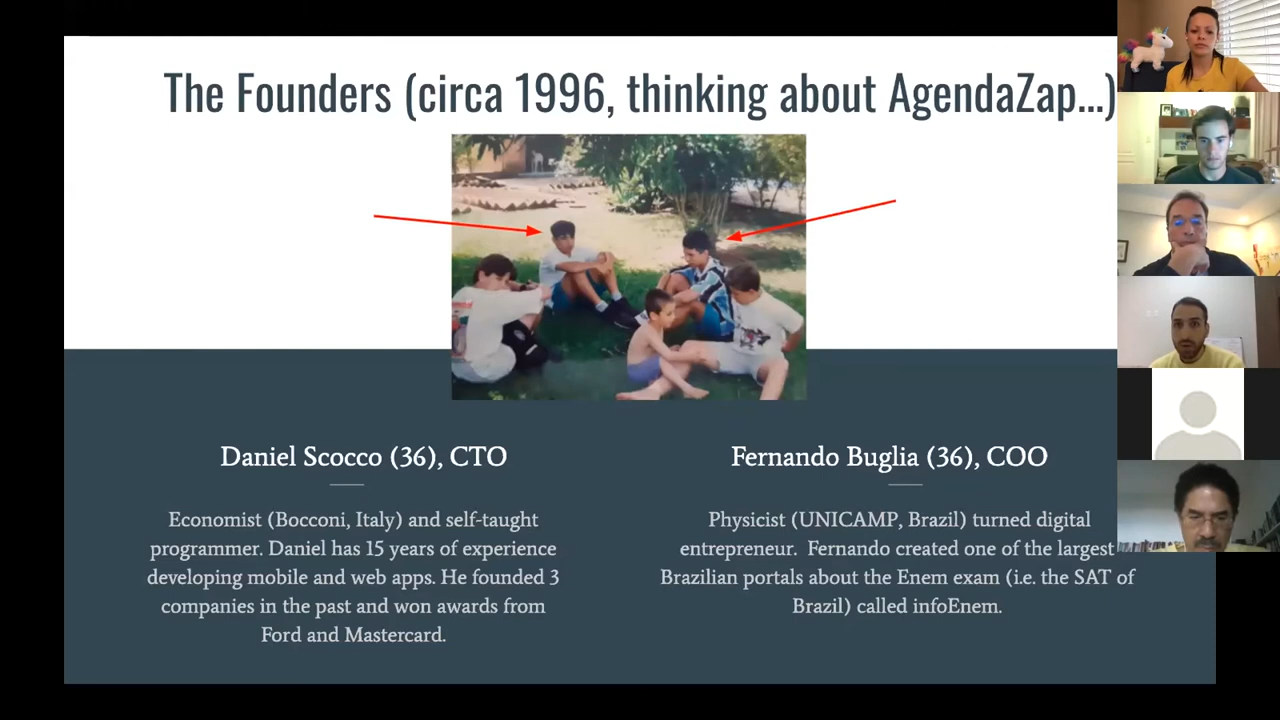 The Founders (circa 1996, thinking about AgendaZap...)
Daniel Scocco (36), CTO
Economist (Bocconi, Italy) and self-taught
programmer. Daniel has 15 years of experience
developing mobile and web apps. He founded 3
companies in the past and won awards from
Ford and Mastercard.
Fernando Buglia (36), COO
Physicist (UNICAMP, Brazil) turned digital
entrepreneur. Fernando created one of the largest
Brazilian portals about the Enem exam (i.e. the SAT of
Brazil) called infoEnem.